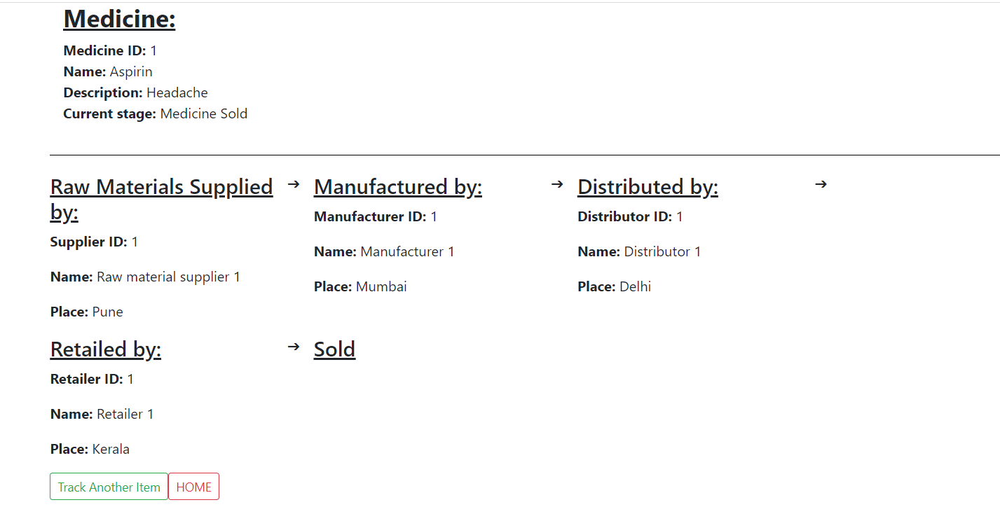 Medicine:
Medicine ID: 1
Name: Aspirin
Description: Headache
Current stage: Medicine Sold
Raw Materials Supplied
by:
Supplier ID: 1
Name: Raw material supplier 1
Place: Pune
➔
Manufactured by:
Manufacturer ID: 1
Name: Manufacturer 1
Place: Mumbai
➔
Distributed by:
Distributor ID: 1
Name: Distributor 1
Place: Delhi
➔
Retailed by:
Retailer ID: 1
Name: Retailer 1
Place: Kerala
➔
Sold
Track Another Item
HOME